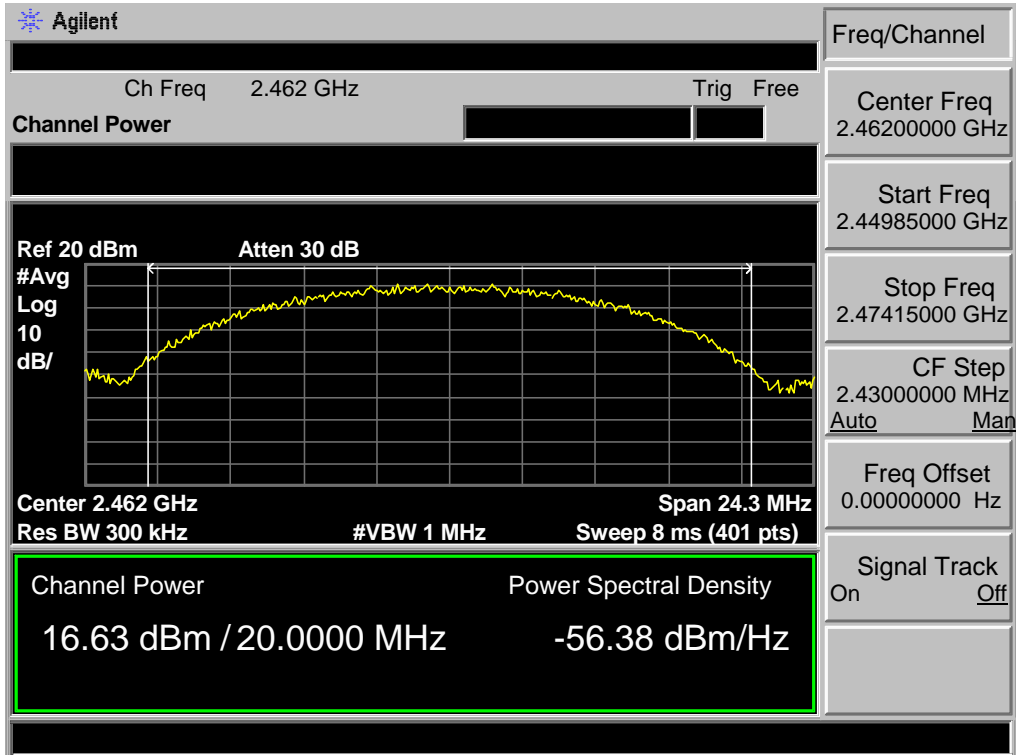 Agilent
Freq/Channel
Ch Freq 2.462 GHz Trig Free
Channel Power
Center Freq
2.46200000 GHz
Start Freq
2.44985000 GHz
Stop Freq
2.47415000 GHz
CF Step
2.43000000 MHz
Auto Man
Freq Offset
0.00000000 Hz
Signal Track
On Off
Ref 20 dBm Atten 30 dB
#Avg
Log
10
dB/
Center 2.462 GHz Span 24.3 MHz
Res BW 300 kHz #VBW 1 MHz Sweep 8 ms (401 pts)
Channel Power Power Spectral Density
16.63 dBm / 20.0000 MHz -56.38 dBm/Hz